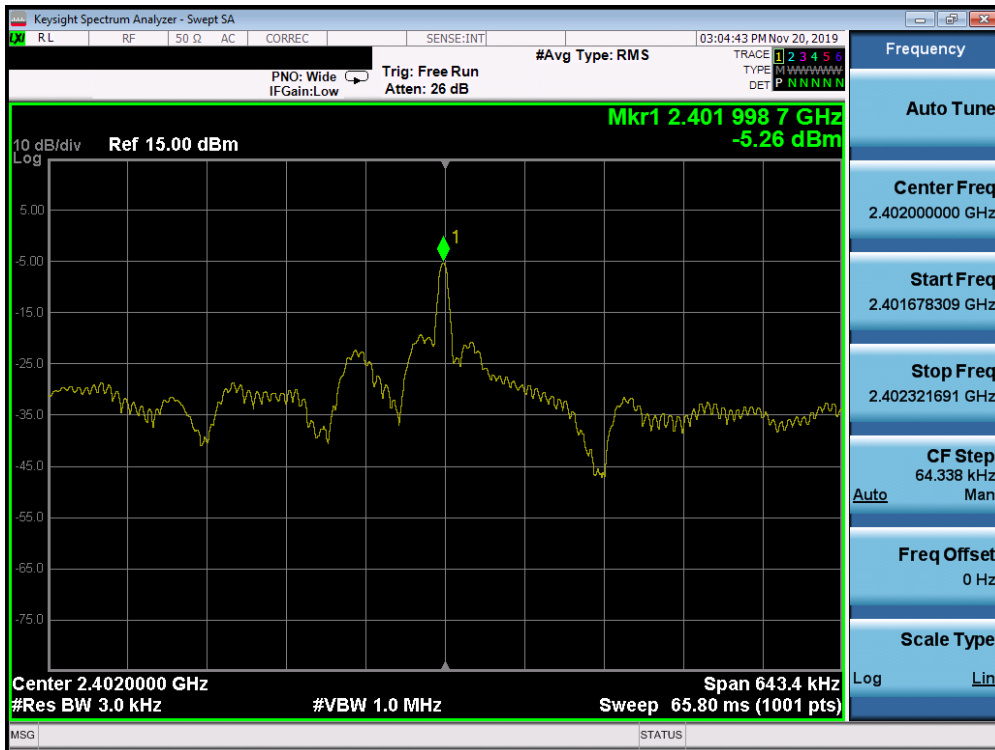 Keysight Spectrum Analyzer - Swept SA
LXI RL RF 50 Ω AC CORREC SENSE:INT 03:04:43 PM Nov 20, 2019
#Avg Type: RMS
TRACE 1 2 3 4 5 6
TYPE M WWWWW
DET P N N N N N
PNO: Wide
IFGain:Low
Trig: Free Run
Atten: 26 dB
Mkr1 2.401 998 7 GHz
-5.26 dBm
10 dB/div Ref 15.00 dBm
Log
1
5.00
-5.00
-15.0
-25.0
-35.0
-45.0
-55.0
-65.0
-75.0
Center 2.4020000 GHz
Span 643.4 kHz
#Res BW 3.0 kHz
#VBW 1.0 MHz
Sweep 65.80 ms (1001 pts)
MSG
STATUS
Frequency
Auto Tune
Center Freq
2.402000000 GHz
Start Freq
2.401678309 GHz
Stop Freq
2.402321691 GHz
CF Step
64.338 kHz
Auto Man
Freq Offset
0 Hz
Scale Type
Log Lin